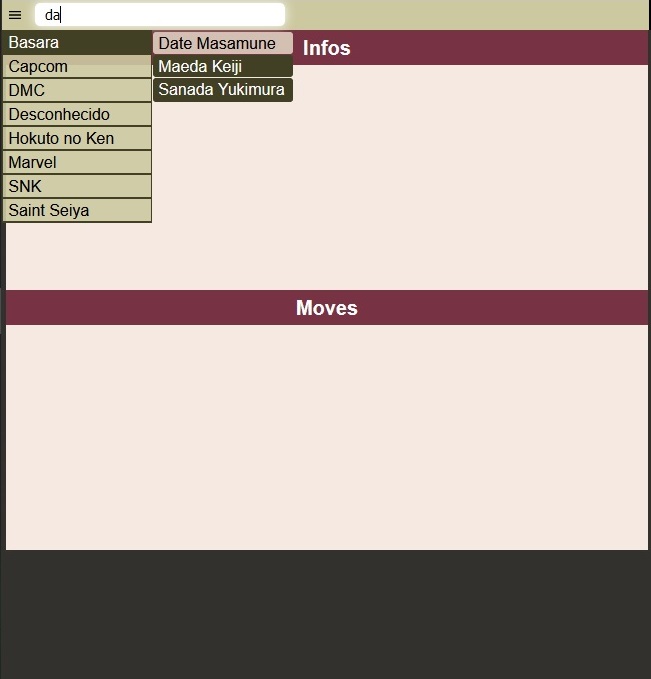 da
Basara
Capcom
DMC
Desconhecido
Hokuto no Ken
Marvel
SNK
Saint Seiya
Date Masamune
Maeda Keiji
Sanada Yukimura
Infos
Moves